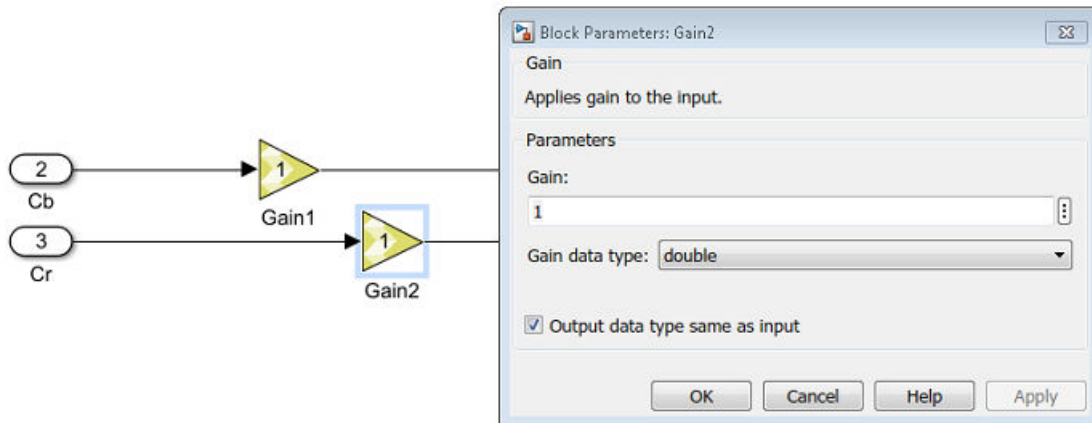 2
Cb
1
Gain1
3
Cr
1
Gain2
Block Parameters: Gain2
Gain
Applies gain to the input.
Parameters
Gain:
1
Gain data type: double
Output data type same as input
OK Cancel Help Apply